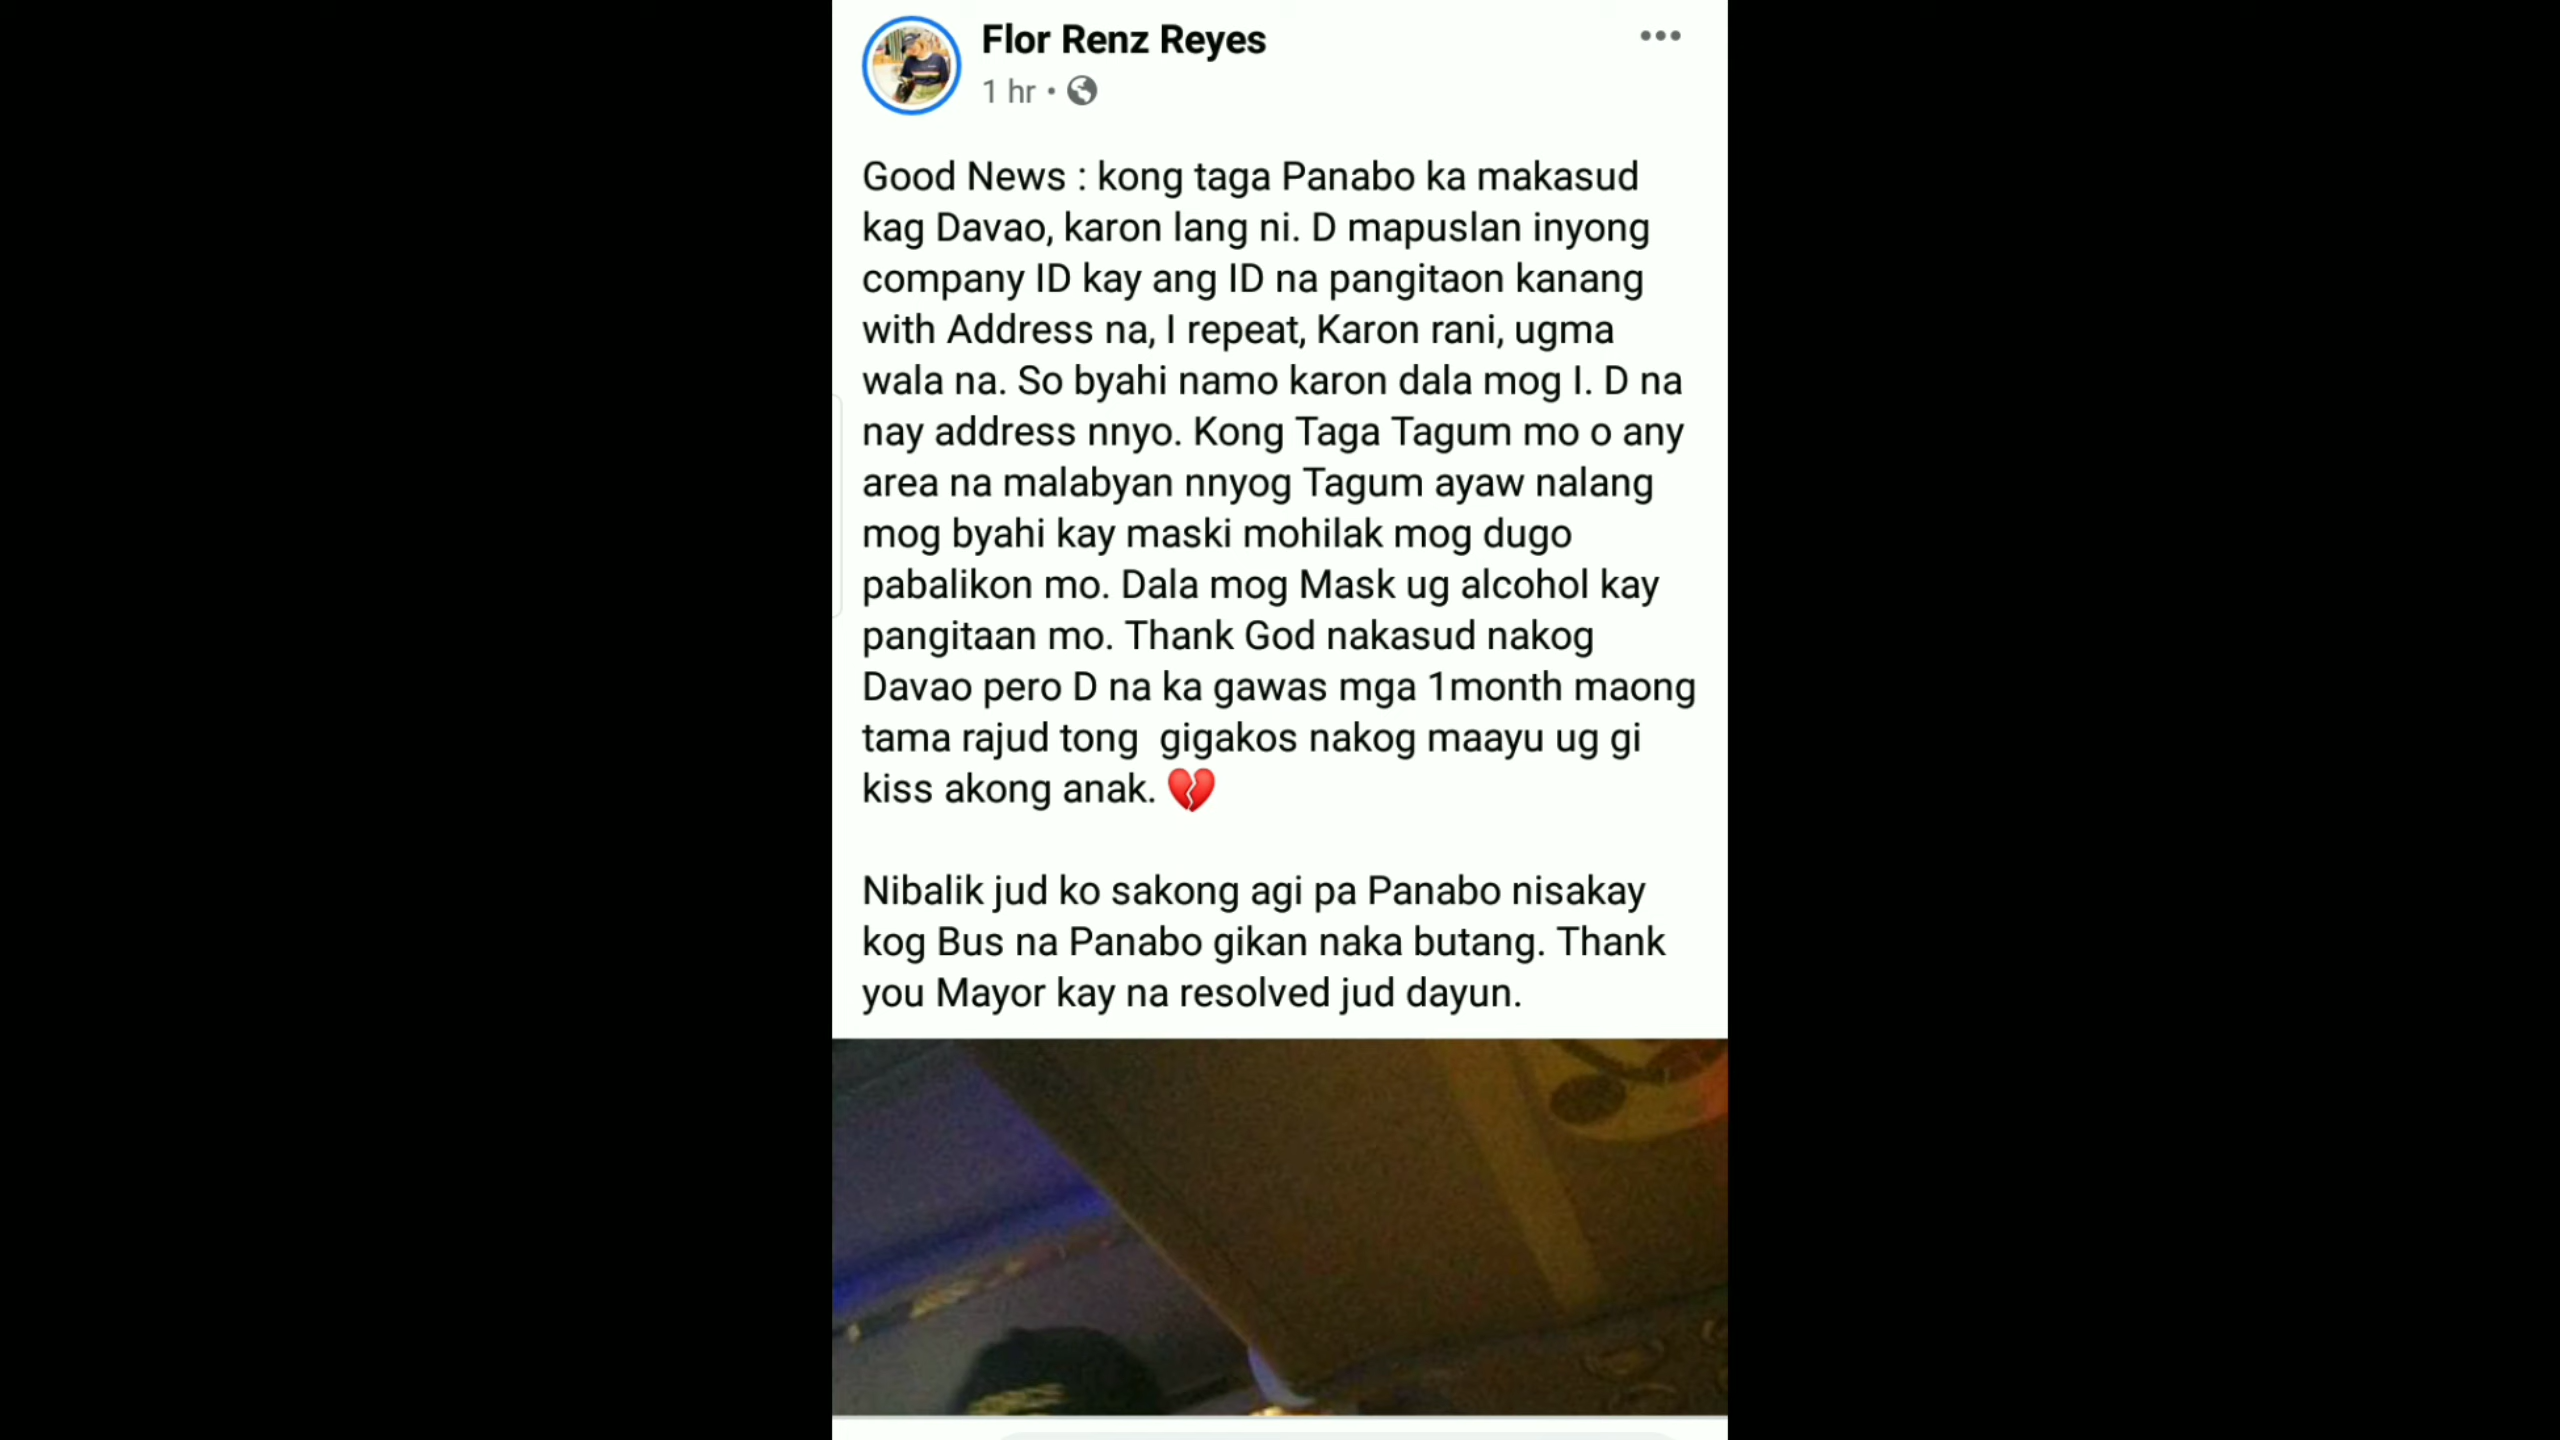 Flor Renz Reyes
1 hr •
Good News : kong taga Panabo ka makasud
kag Davao, karon lang ni. D mapuslan inyong
company ID kay ang ID na pangitaon kanang
with Address na, I repeat, Karon rani, ugma
wala na. So byahi namo karon dala mog I. D na
nay address nnyo. Kong Taga Tagum mo o any
area na malabyan nnyog Tagum ayaw nalang
mog byahi kay maski mohilak mog dugo
pabalikon mo. Dala mog Mask ug alcohol kay
pangitaan mo. Thank God nakasud nakog
Davao pero D na ka gawas mga 1month maong
tama rajud tong  gigakos nakog maayu ug gi
kiss akong anak. 💔
Nibalik jud ko sakong agi pa Panabo nisakay
kog Bus na Panabo gikan naka butang. Thank
you Mayor kay na resolved jud dayun.